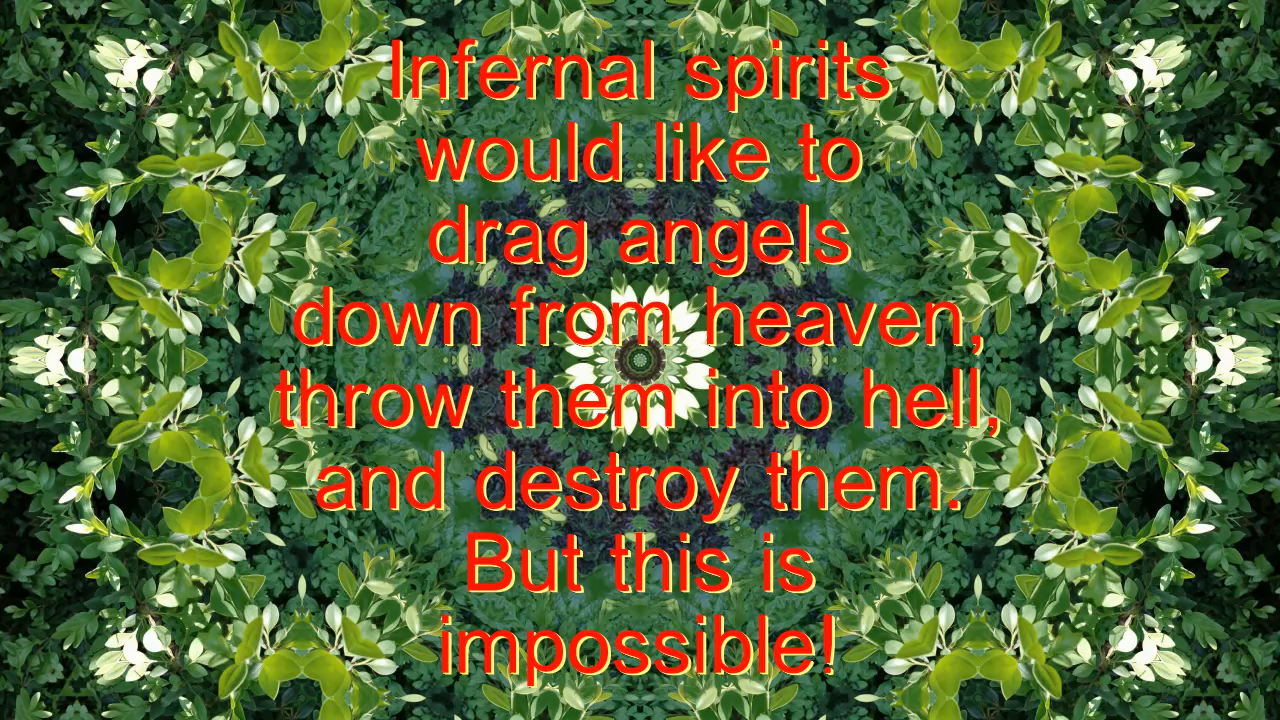 Infernal spirits
would like to
drag angels
down from heaven,
throw them into hell,
and destroy them.
But this is
impossible!